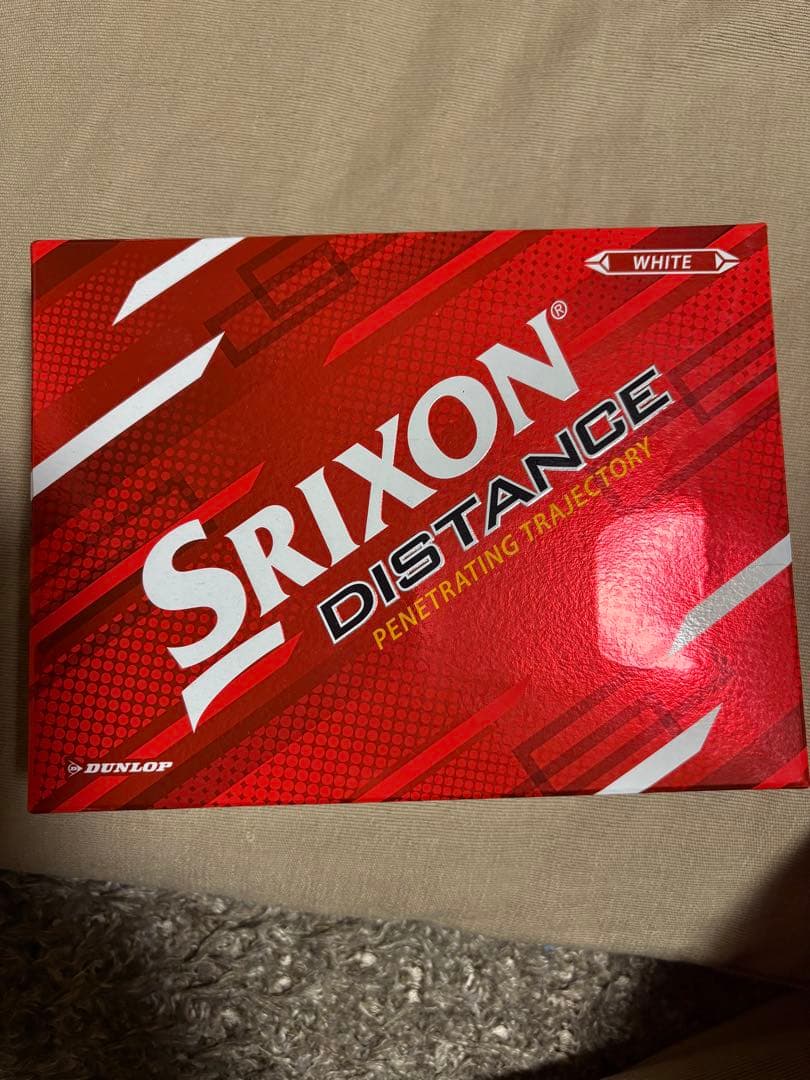 WHITE
SRIXON®
DISTANCE
PENETRATING TRAJECTORY
DUNLOP